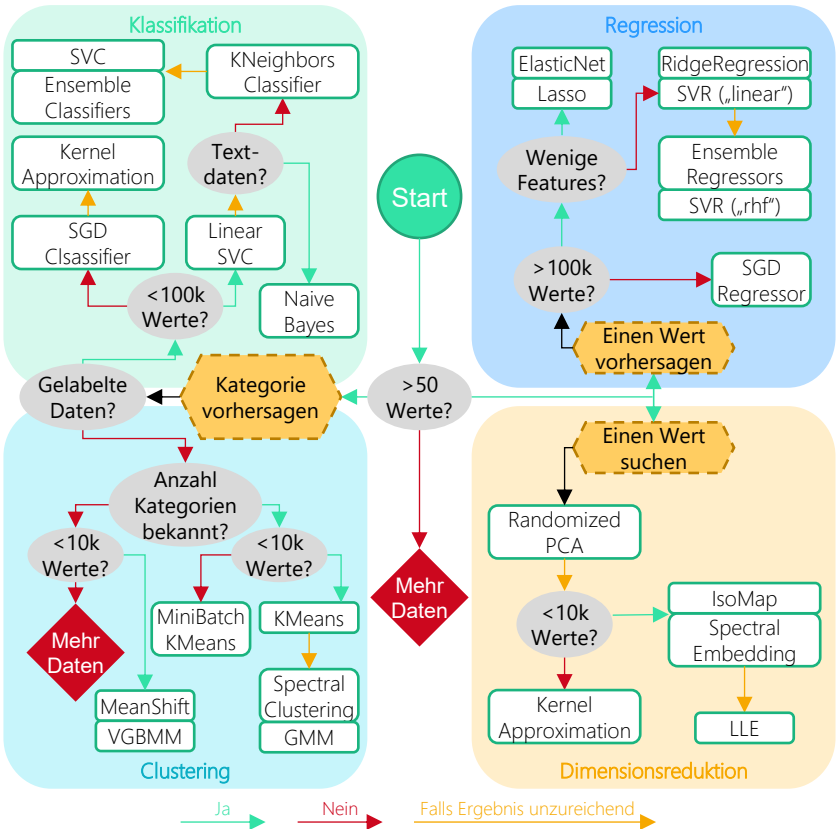 Klassifikation
SVC
Ensemble
Classifiers
KNeighbors
Classifier
Kernel
Approximation
Text-
daten?
SGD
Clsassifier
Linear
SVC
<100k
Werte?
Naive
Bayes
Start
Regression
ElasticNet
Lasso
RidgeRegression
SVR („linear“)
Wenige
Features?
Ensemble
Regressors
SVR („rhf“)
>100k
Werte?
SGD
Regressor
Einen Wert
vorhersagen
Gelabelte
Daten?
Kategorie
vorhersagen
>50
Werte?
Einen Wert
suchen
Anzahl
Kategorien
bekannt?
<10k
Werte?
<10k
Werte?
Mehr
Daten
MiniBatch
KMeans
KMeans
MeanShift
VGBMM
Spectral
Clustering
GMM
Clustering
Mehr
Daten
Randomized
PCA
<10k
Werte?
IsoMap
Spectral
Embedding
Kernel
Approximation
LLE
Dimensionsreduktion
Ja
Nein
Falls Ergebnis unzureichend